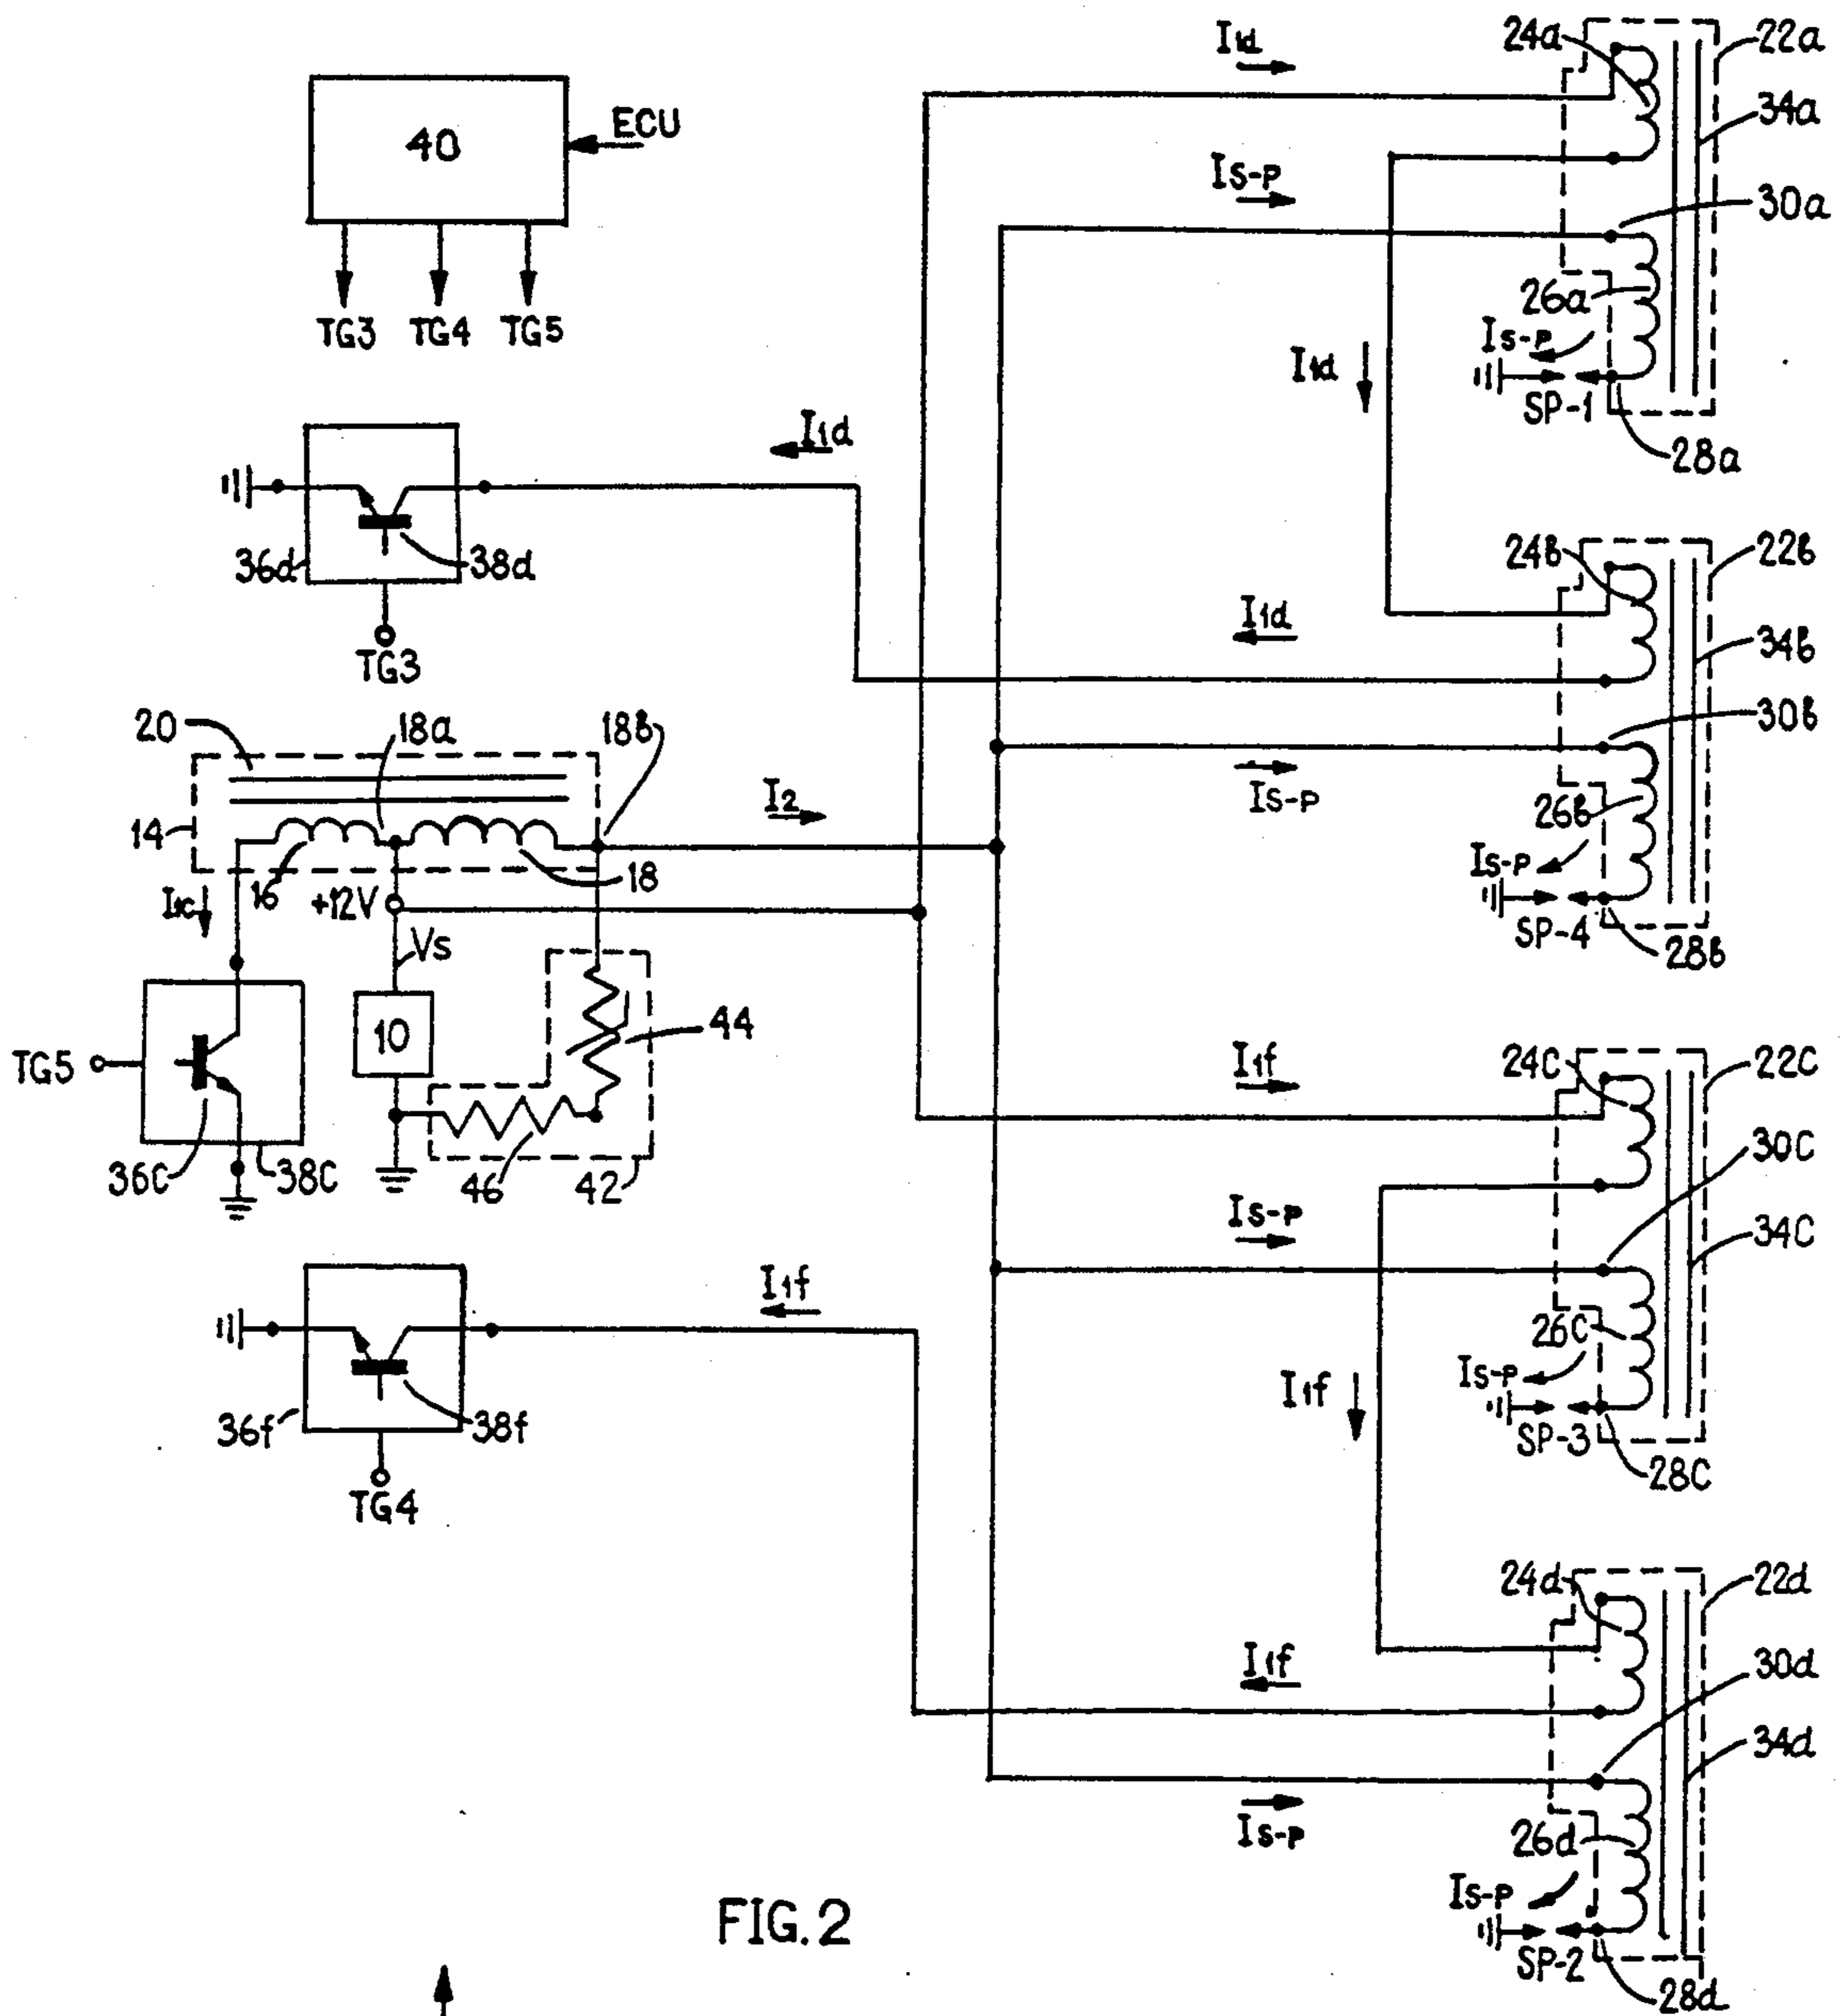 I1d
24a
22a
40
ECU
34a
Is-p
30a
TG3 TG4 TG5
26a
Is-p
I1d
SP-1
28a
I1d
36d
38d
24b
22b
I1d
34b
TG3
30b
20
18a
18b
I2
Is-p
26b
14
16
18
Is-p
I1c
+12V
SP-4
28b
Vs
10
44
TG5
I1f
24c
22c
30c
36c
38c
46
42
Is-p
34c
I1f
26c
Is-p
I1f
SP-3
28c
36f
38f
TG4
24d
22d
I1f
30d
34d
Is-p
26d
Is-p
FIG. 2
SP-2
28d